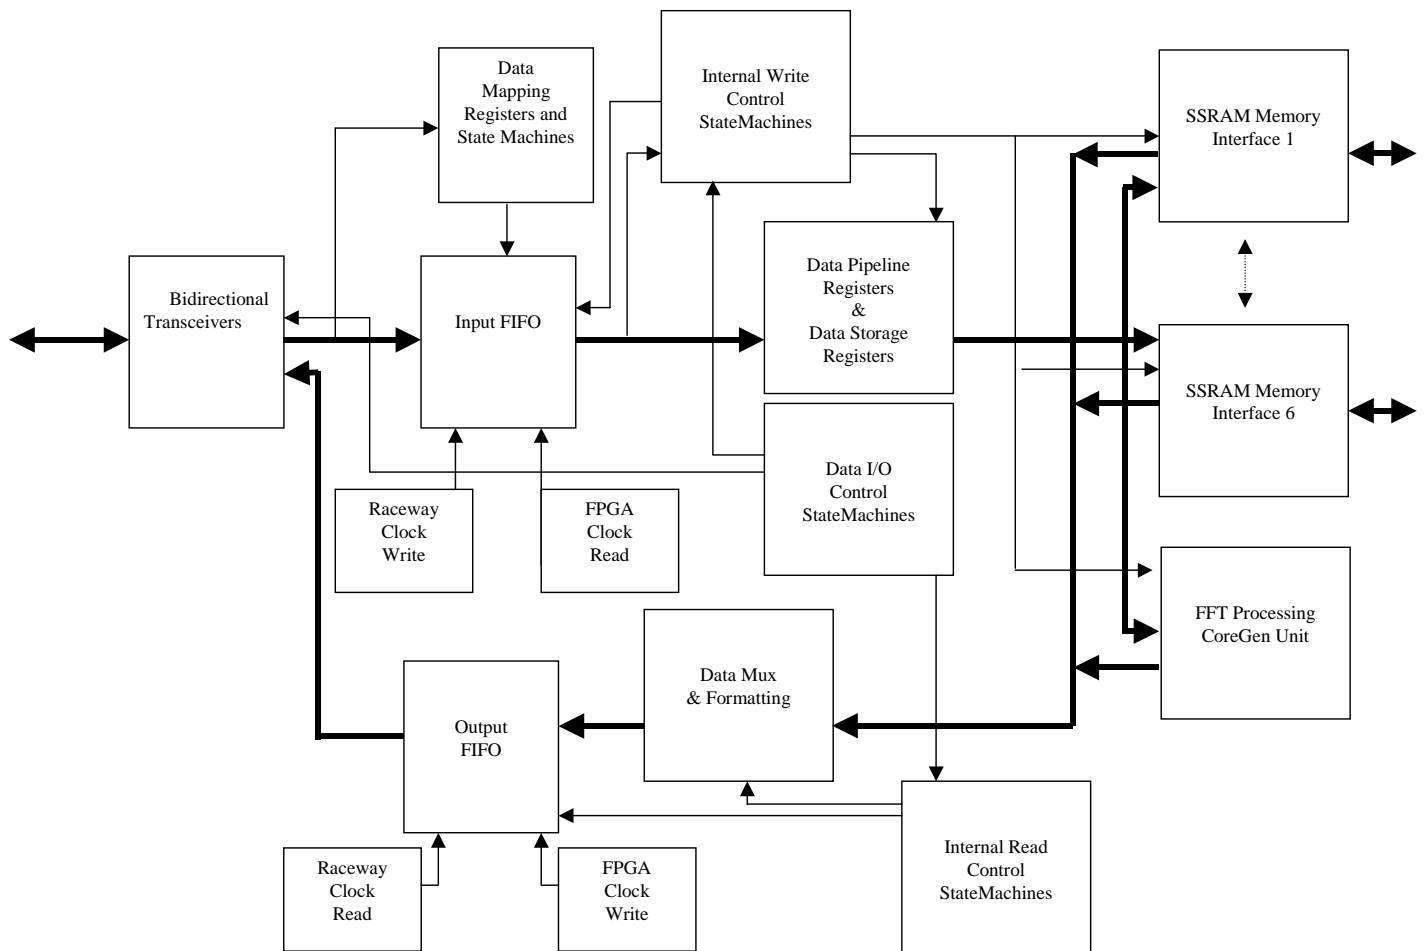 Data
Mapping
Registers and
State Machines
Internal Write
Control
StateMachines
SSRAM Memory
Interface 1
Bidirectional
Transceivers
Input FIFO
Data Pipeline
Registers
&
Data Storage
Registers
SSRAM Memory
Interface 6
Raceway
Clock
Write
FPGA
Clock
Read
Data I/O
Control
StateMachines
FFT Processing
CoreGen Unit
Output
FIFO
Data Mux
& Formatting
Raceway
Clock
Read
FPGA
Clock
Write
Internal Read
Control
StateMachines